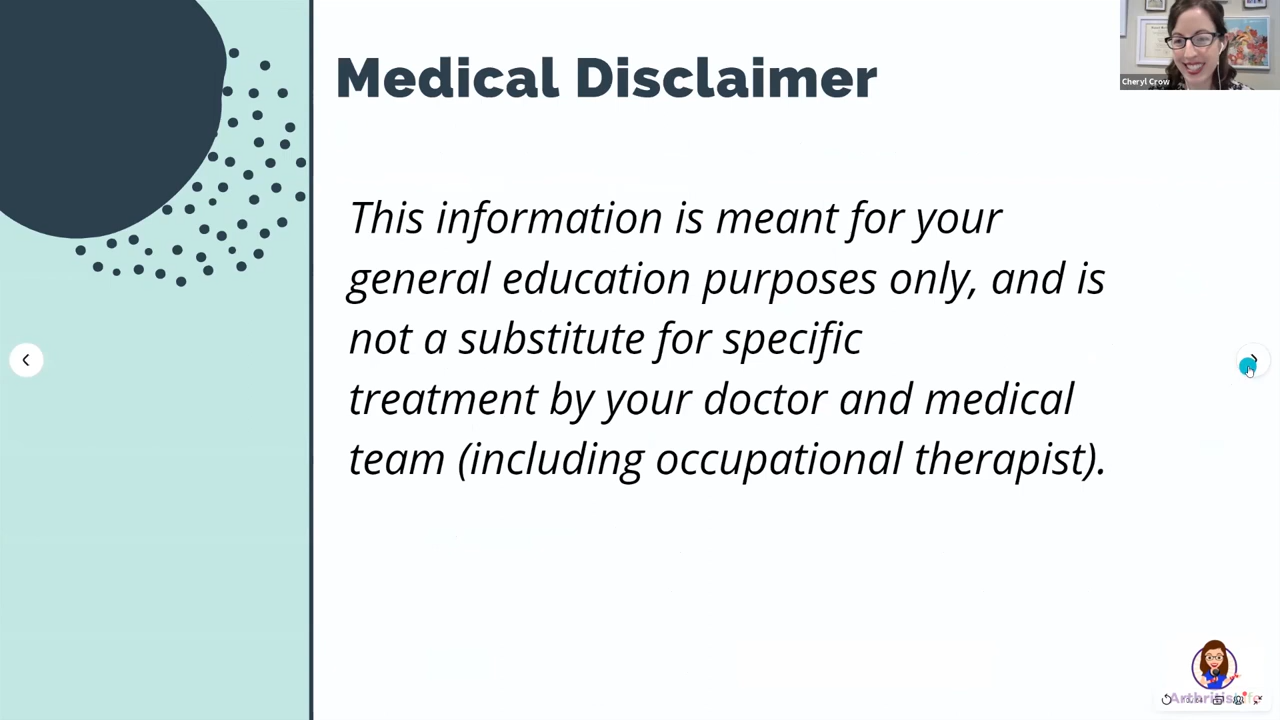 Medical Disclaimer
Cheryl Crow
This information is meant for your
general education purposes only, and is
not a substitute for specific
treatment by your doctor and medical
team (including occupational therapist).